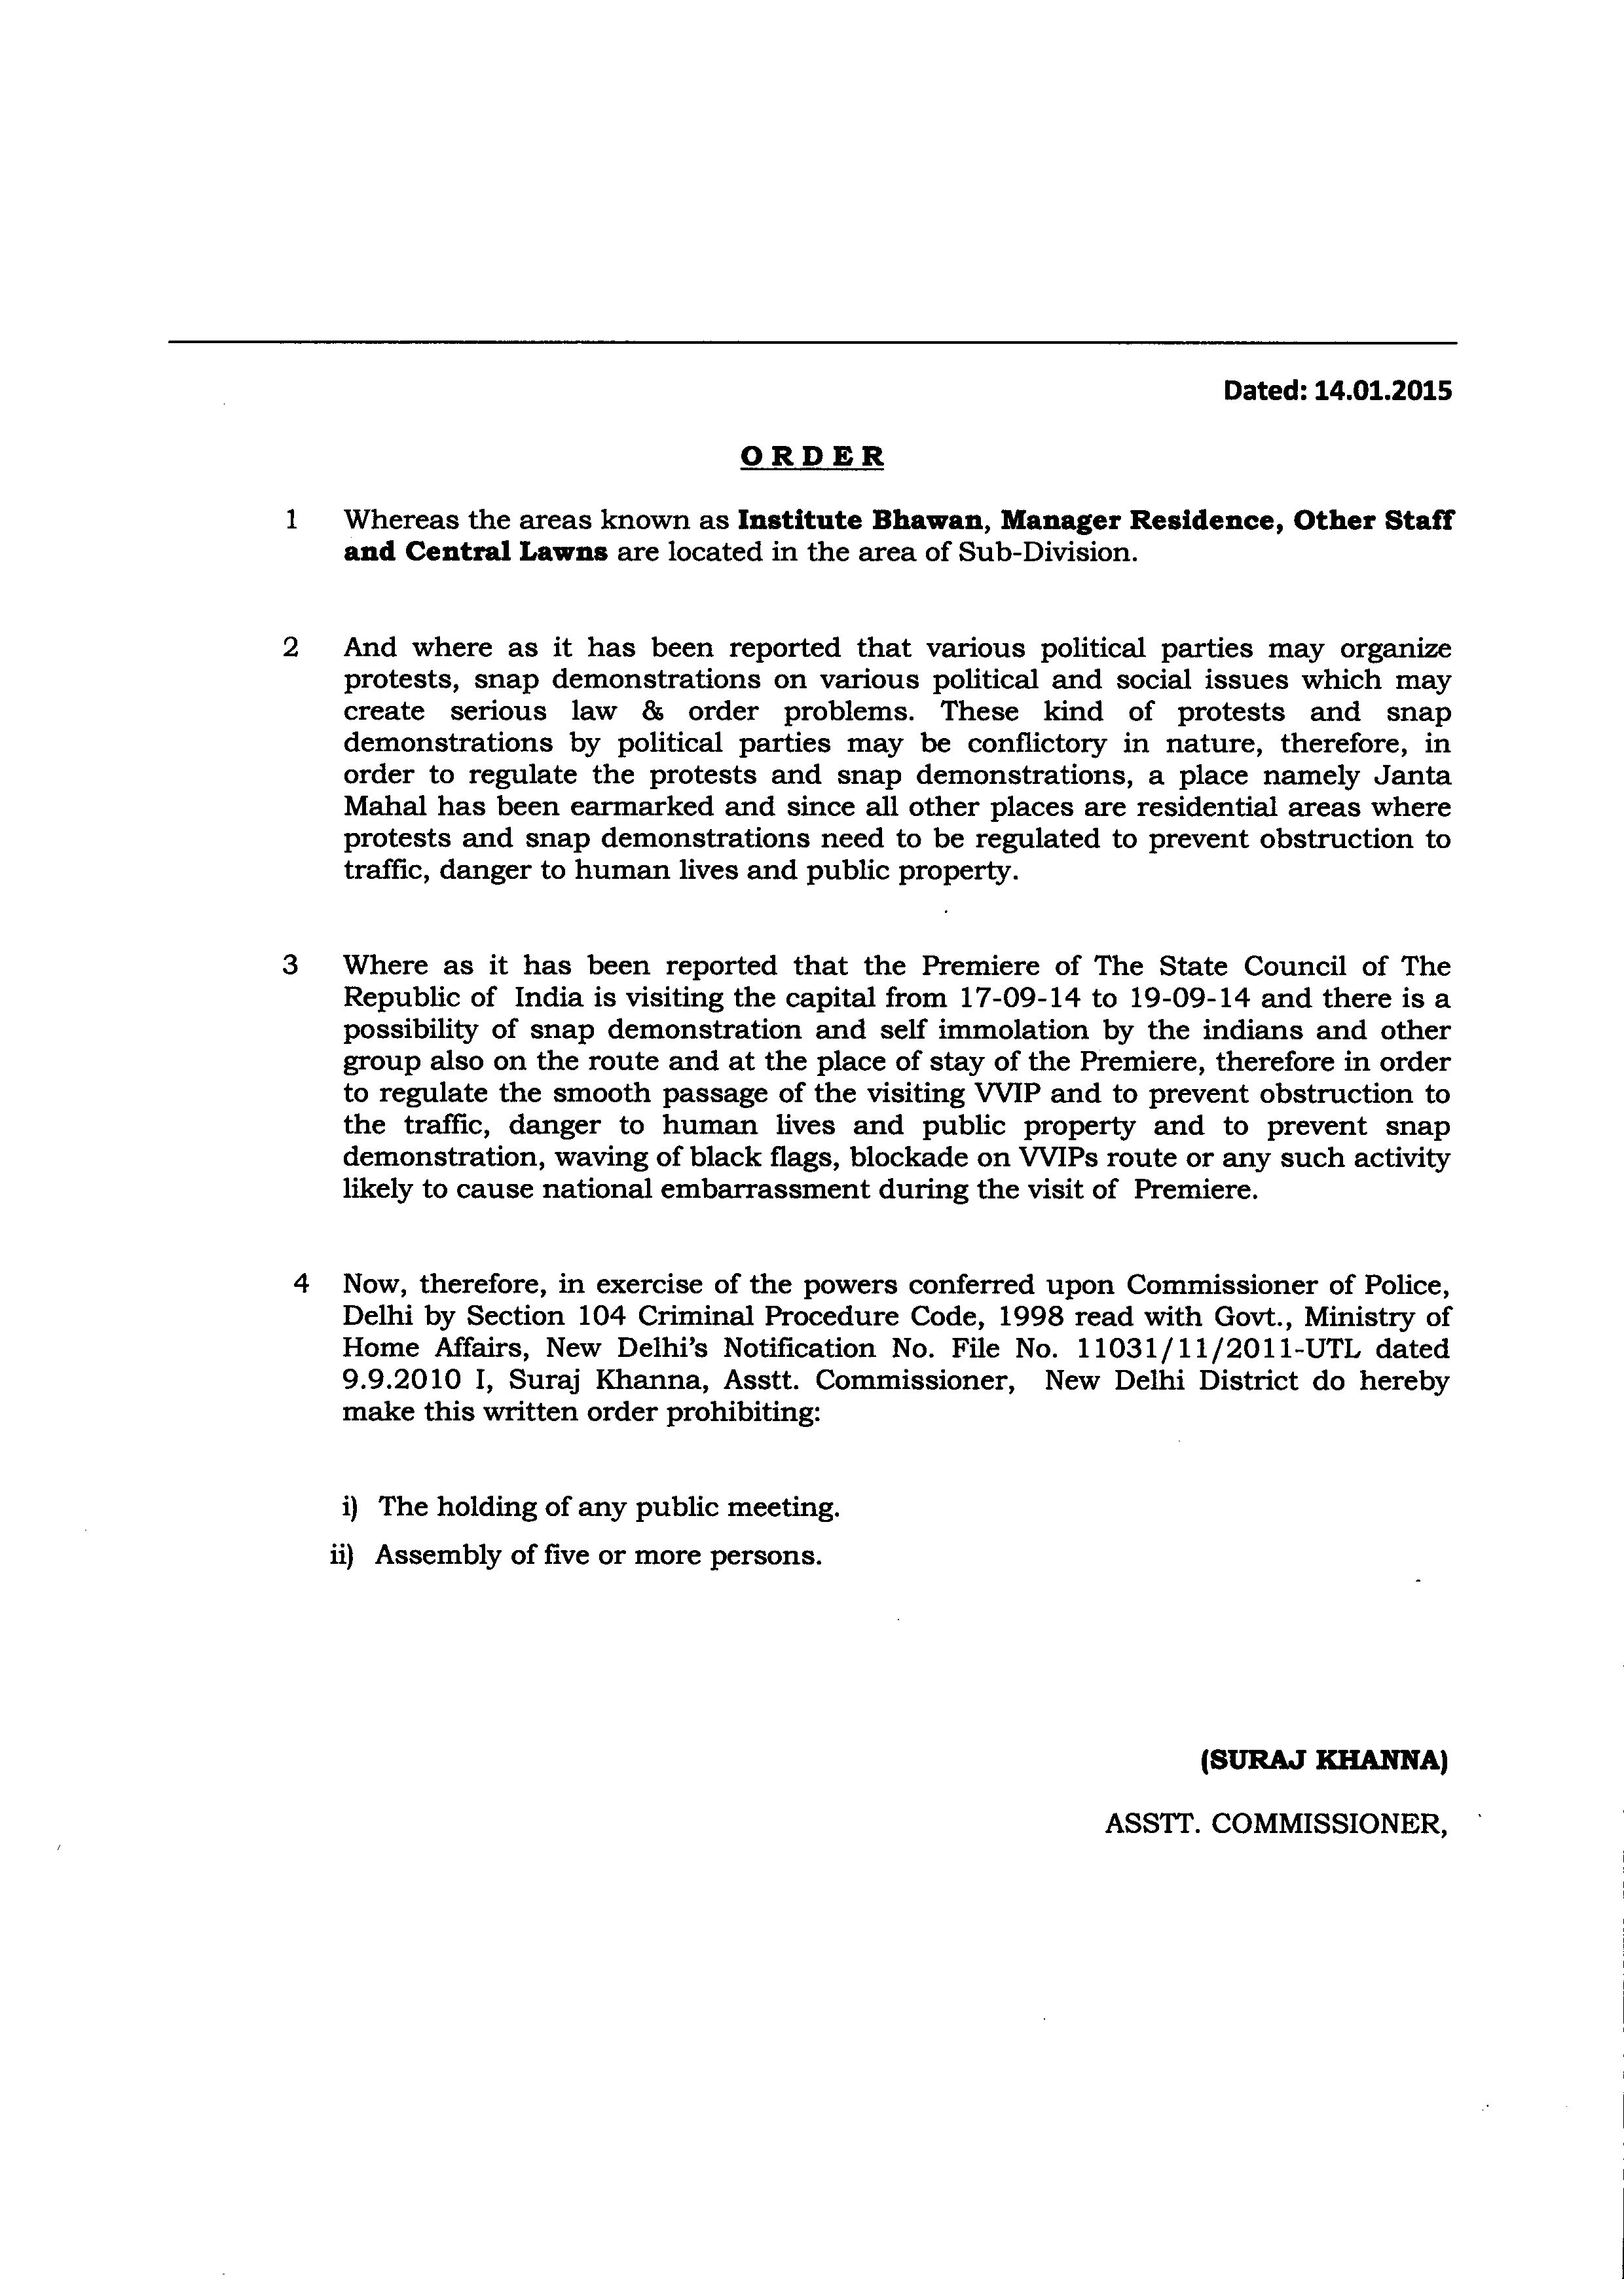 Dated: 14.01.2015
ORDER
1 Whereas the areas known as Institute Bhawan, Manager Residence, Other Staff
and Central Lawns are located in the area of Sub-Division.
2 And where as it has been reported that various political parties may organize
protests, snap demonstrations on various political and social issues which may
create serious law & order problems. These kind of protests and snap
demonstrations by political parties may be conflictory in nature, therefore, in
order to regulate the protests and snap demonstrations, a place namely Janta
Mahal has been earmarked and since all other places are residential areas where
protests and snap demonstrations need to be regulated to prevent obstruction to
traffic, danger to human lives and public property.
3 Where as it has been reported that the Premiere of The State Council of The
Republic of India is visiting the capital from 17-09-14 to 19-09-14 and there is a
possibility of snap demonstration and self immolation by the indians and other
group also on the route and at the place of stay of the Premiere, therefore in order
to regulate the smooth passage of the visiting VVIP and to prevent obstruction to
the traffic, danger to human lives and public property and to prevent snap
demonstration, waving of black flags, blockade on VVIPs route or any such activity
likely to cause national embarrassment during the visit of Premiere.
4 Now, therefore, in exercise of the powers conferred upon Commissioner of Police,
Delhi by Section 104 Criminal Procedure Code, 1998 read with Govt., Ministry of
Home Affairs, New Delhi's Notification No. File No. 11031/11/2011-UTL dated
9.9.2010 I, Suraj Khanna, Asstt. Commissioner, New Delhi District do hereby
make this written order prohibiting:
i) The holding of any public meeting.
ii) Assembly of five or more persons.
(SURAJ KHANNA)
ASSTT. COMMISSIONER,